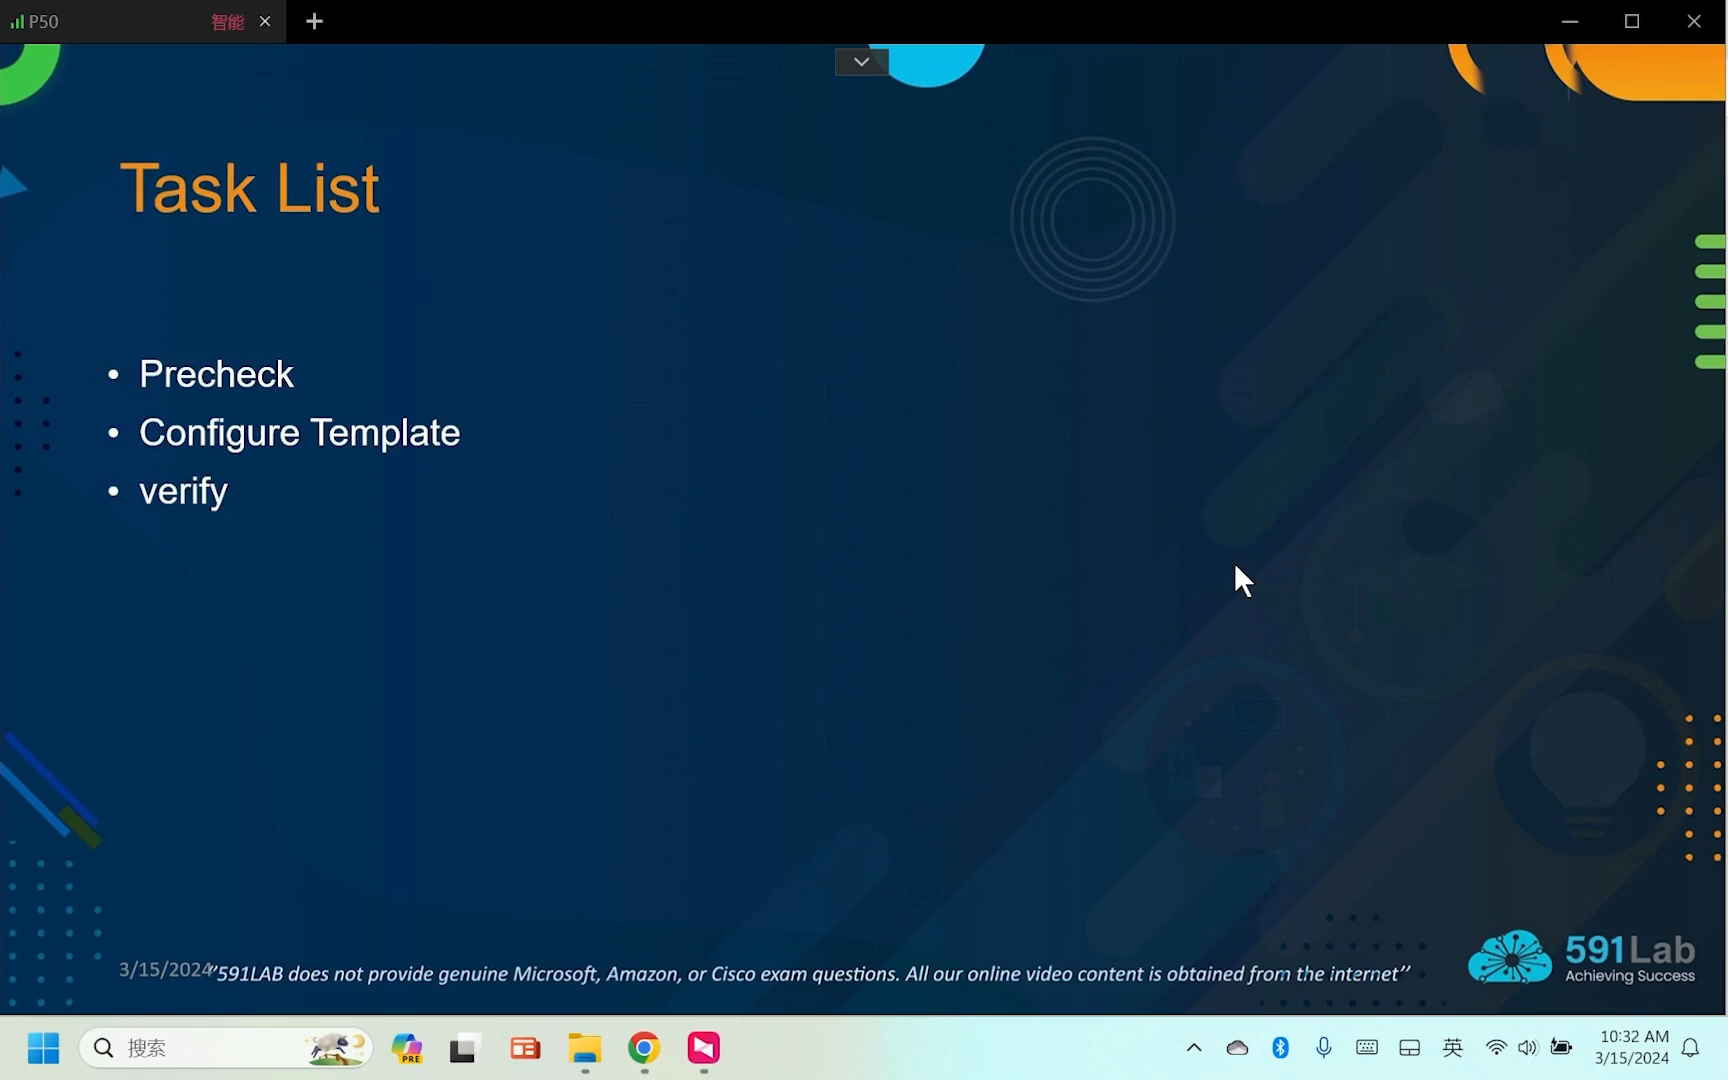 P50
智能
Task List
• Precheck
• Configure Template
• verify
3/15/2024
"591LAB does not provide genuine Microsoft, Amazon, or Cisco exam questions. All our online video content is obtained from the internet"
591Lab
Achieving Success
搜索
PRE
英
10:32 AM
3/15/2024